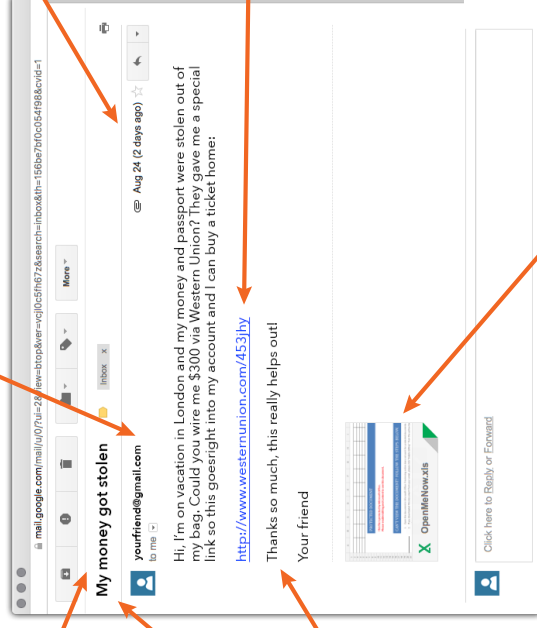 mail.google.com/mail/u/0/?ui=2&view=btop&ver=vcjl0c5fh67z&search=inbox&th=156be7bf0c054f98&cvid=1
More
My money got stolen
Inbox x
yourfriend@gmail.com
Aug 24 (2 days ago)
to me
Hi, I'm on vacation in London and my money and passport were stolen out of
my bag. Could you wire me $300 via Western Union? They gave me a special
link so this goesright into my account and I can buy a ticket home:
http://www.westernunion.com/453jhy
Thanks so much, this really helps out!
Your friend
X OpenMeNow.xls
Click here to Reply or Forward